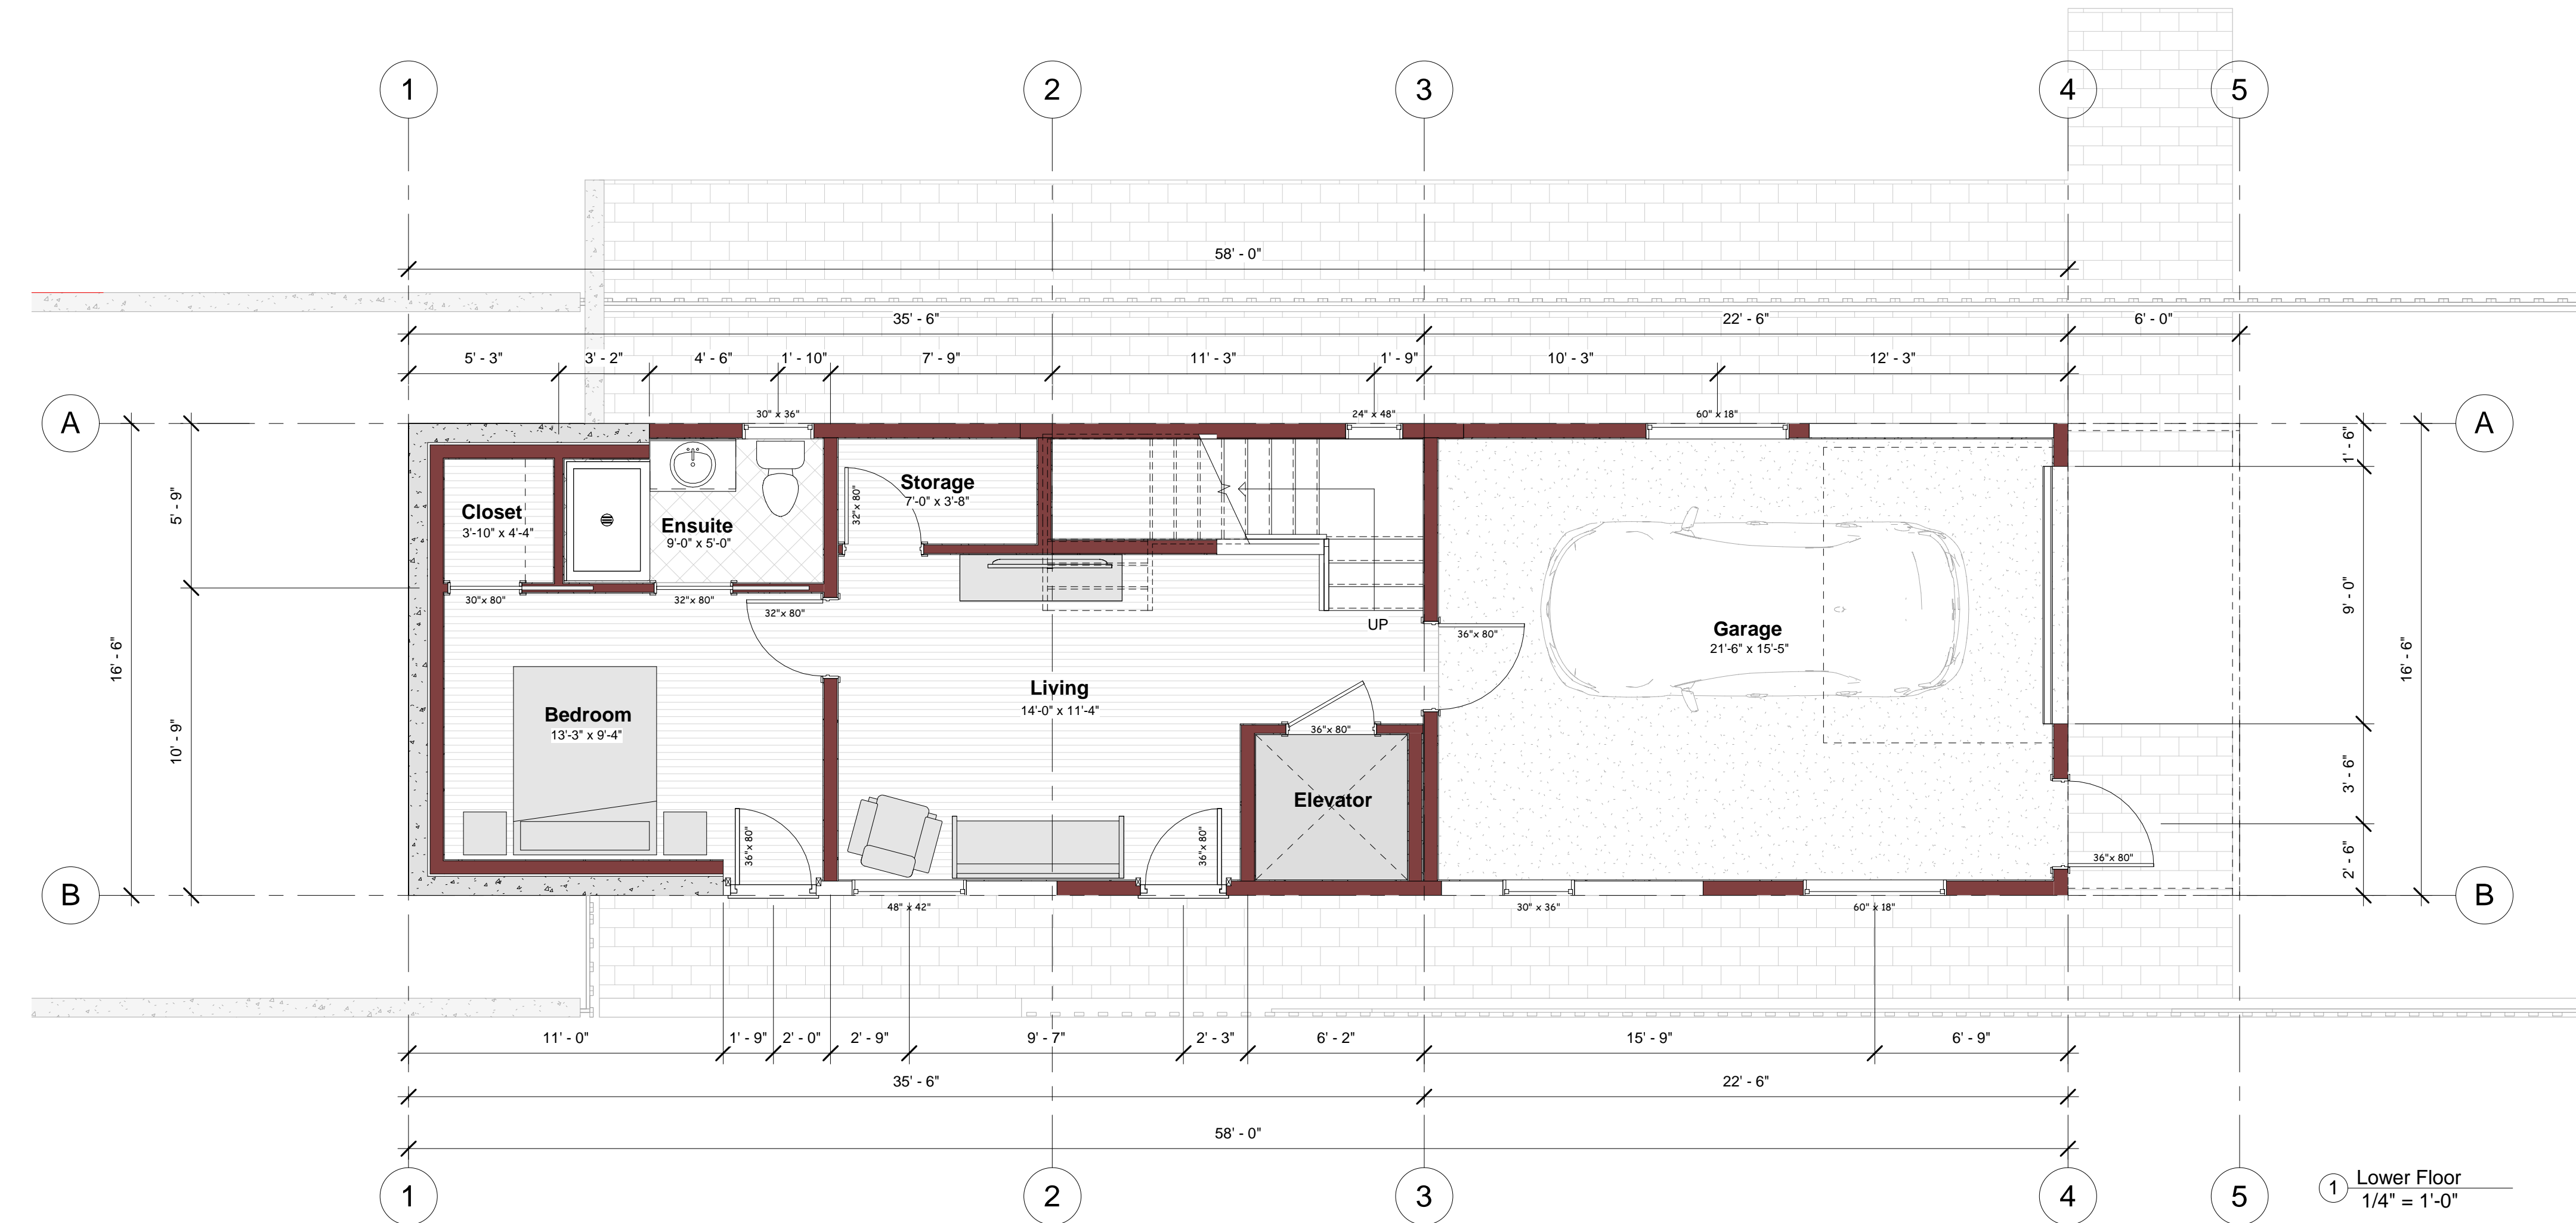 1 2 3 4 5
58' - 0"
35' - 6" 22' - 6" 6' - 0"
5' - 3" 3' - 2" 4' - 6" 1' - 10" 7' - 9" 11' - 3" 1' - 9" 10' - 3" 12' - 3"
30" x 36" 24" x 48" 60" x 18"
A A
1' - 6"
5' - 9"
Closet
3'-10" x 4'-4"
Ensuite
9'-0" x 5'-0"
32"x 80"
Storage
7'-0" x 3'-8"
30"x 80" 32"x 80" 32"x 80"
UP
36"x 80"
Garage
21'-6" x 15'-5"
9' - 0"
16' - 6" 16' - 6"
10' - 9"
Bedroom
13'-3" x 9'-4"
Living
14'-0" x 11'-4"
36"x 80"
Elevator
36"x 80" 36"x 80"
3' - 6"
2' - 6"
36"x 80"
B B
48" x 42" 30" x 36" 60" x 18"
11' - 0" 1' - 9" 2' - 0" 2' - 9" 9' - 7" 2' - 3" 6' - 2" 15' - 9" 6' - 9"
35' - 6" 22' - 6"
58' - 0"
1 2 3 4 5
1 Lower Floor
1/4" = 1'-0"